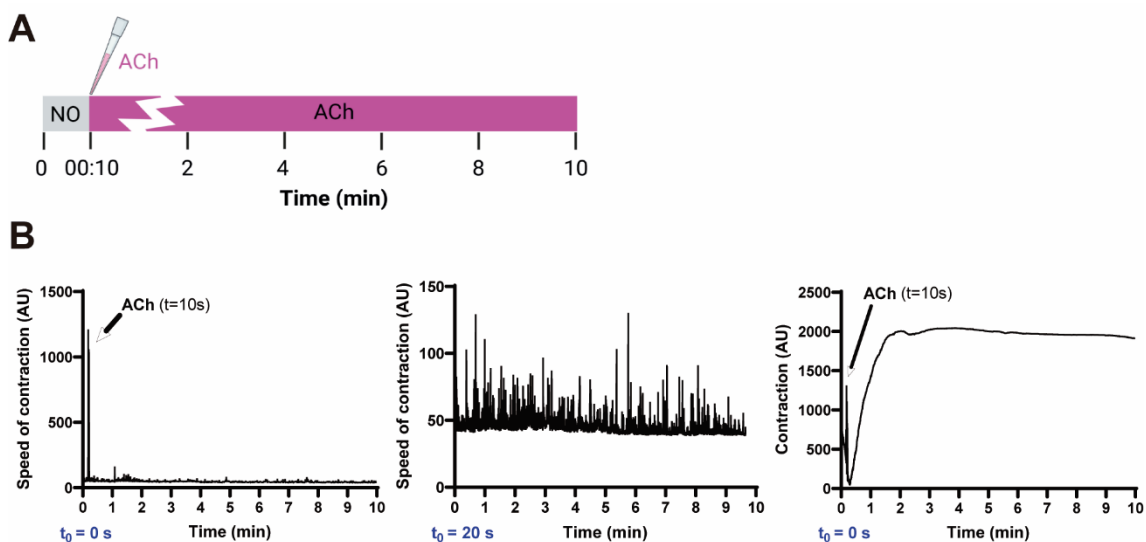 A
ACh
NO
ACh
0 00:10 2 4 6 8 10
Time (min)
B
Speed of contraction (AU)
1500
1000
500
0
ACh (t=10s)
0 1 2 3 4 5 6 7 8 9 10
t0 = 0 s
Time (min)
Speed of contraction (AU)
150
100
50
0
0 1 2 3 4 5 6 7 8 9 10
t0 = 20 s
Time (min)
Contraction (AU)
2500
2000
1500
2000
1000
500
0
ACh (t=10s)
0 1 2 3 4 5 6 7 8 9 10
t0 = 0 s
Time (min)